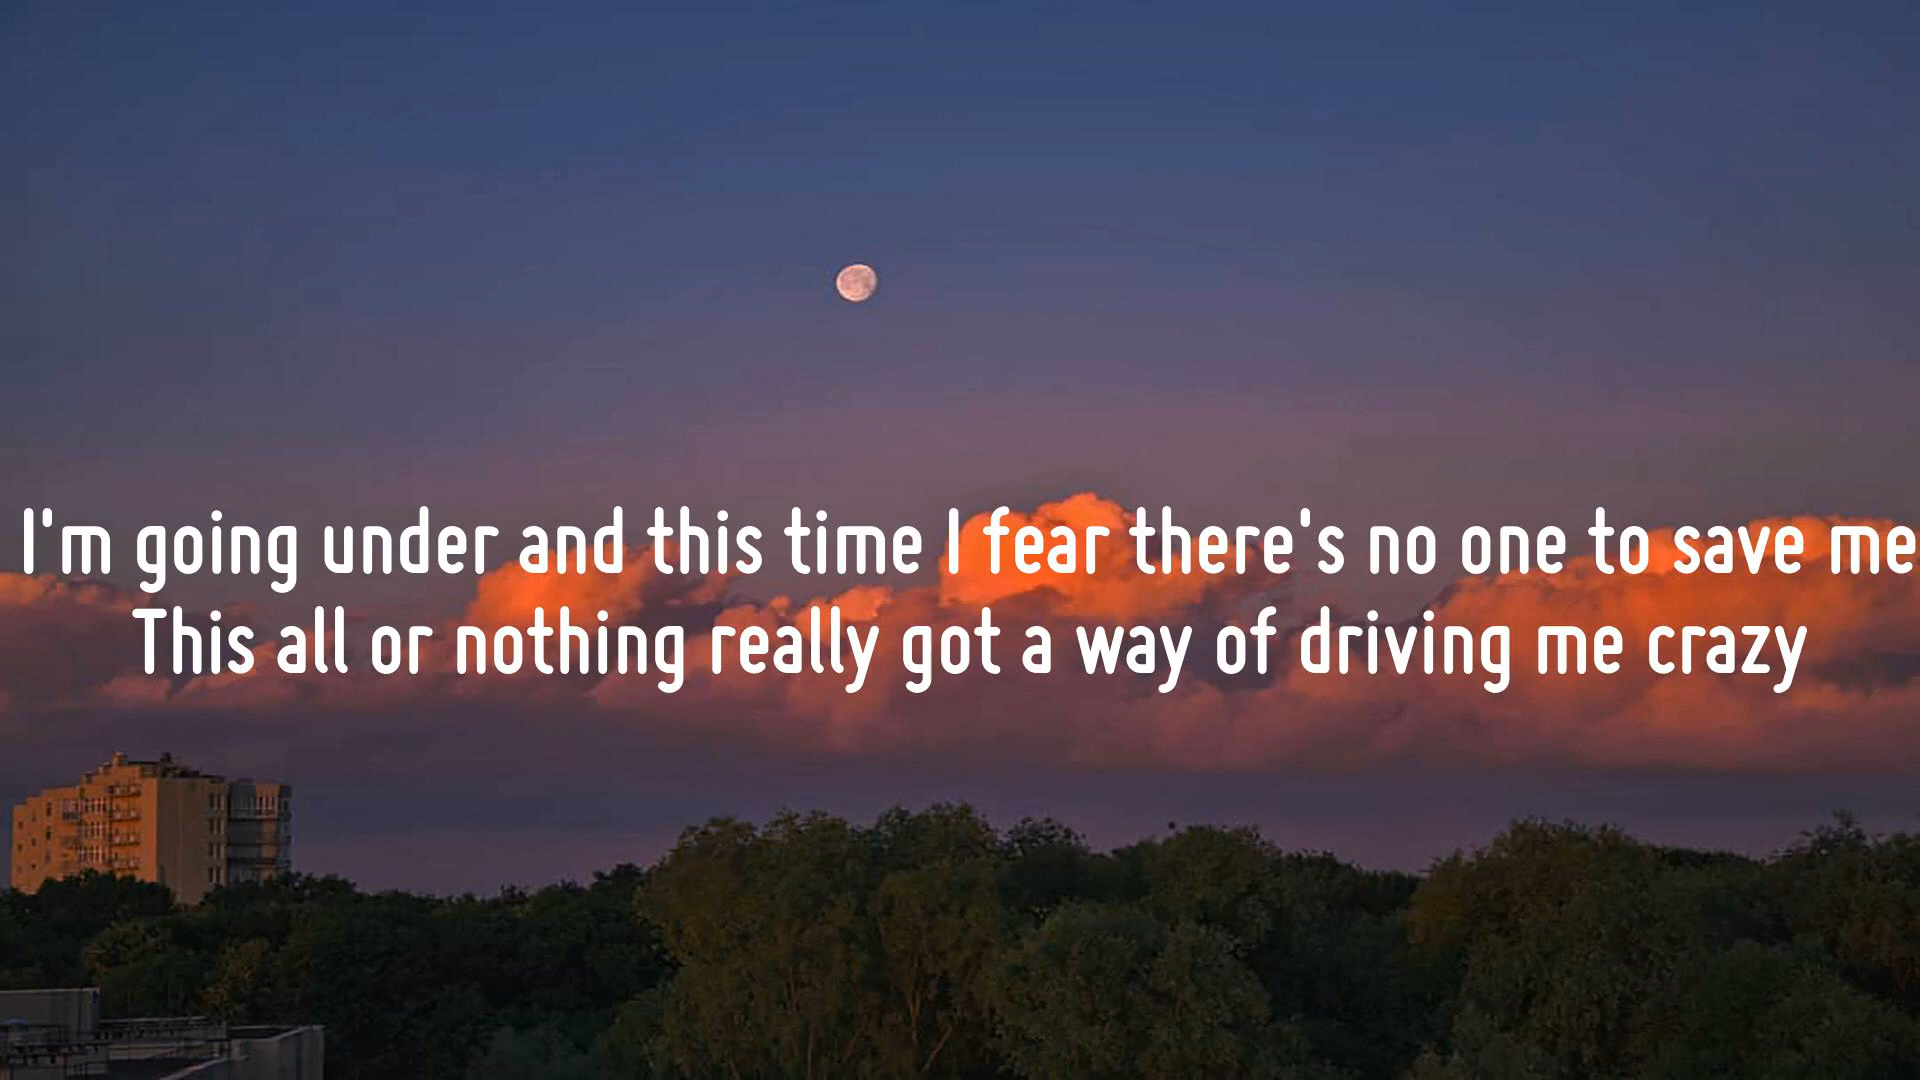 I'm going under and this time I fear there's no one to save me
This all or nothing really got a way of driving me crazy